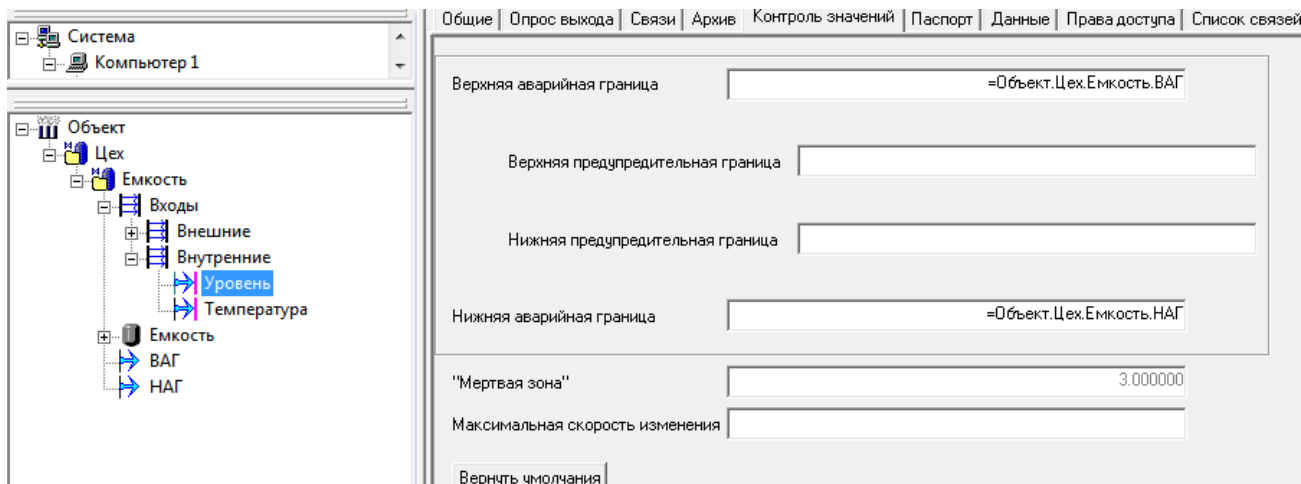 Общие Опрос выхода Связи Архив Контроль значений Паспорт Данные Права доступа Список связей
Система
Компьютер 1
Объект
Цех
Емкость
Входы
Внешние
Внутренние
Уровень
Температура
Емкость
ВАГ
НАГ
Верхняя аварийная граница =Объект.Цех.Емкость.ВАГ
Верхняя предупредительная граница
Нижняя предупредительная граница
Нижняя аварийная граница =Объект.Цех.Емкость.НАГ
"Мертвая зона" 3.000000
Максимальная скорость изменения
Вернуть умолчания